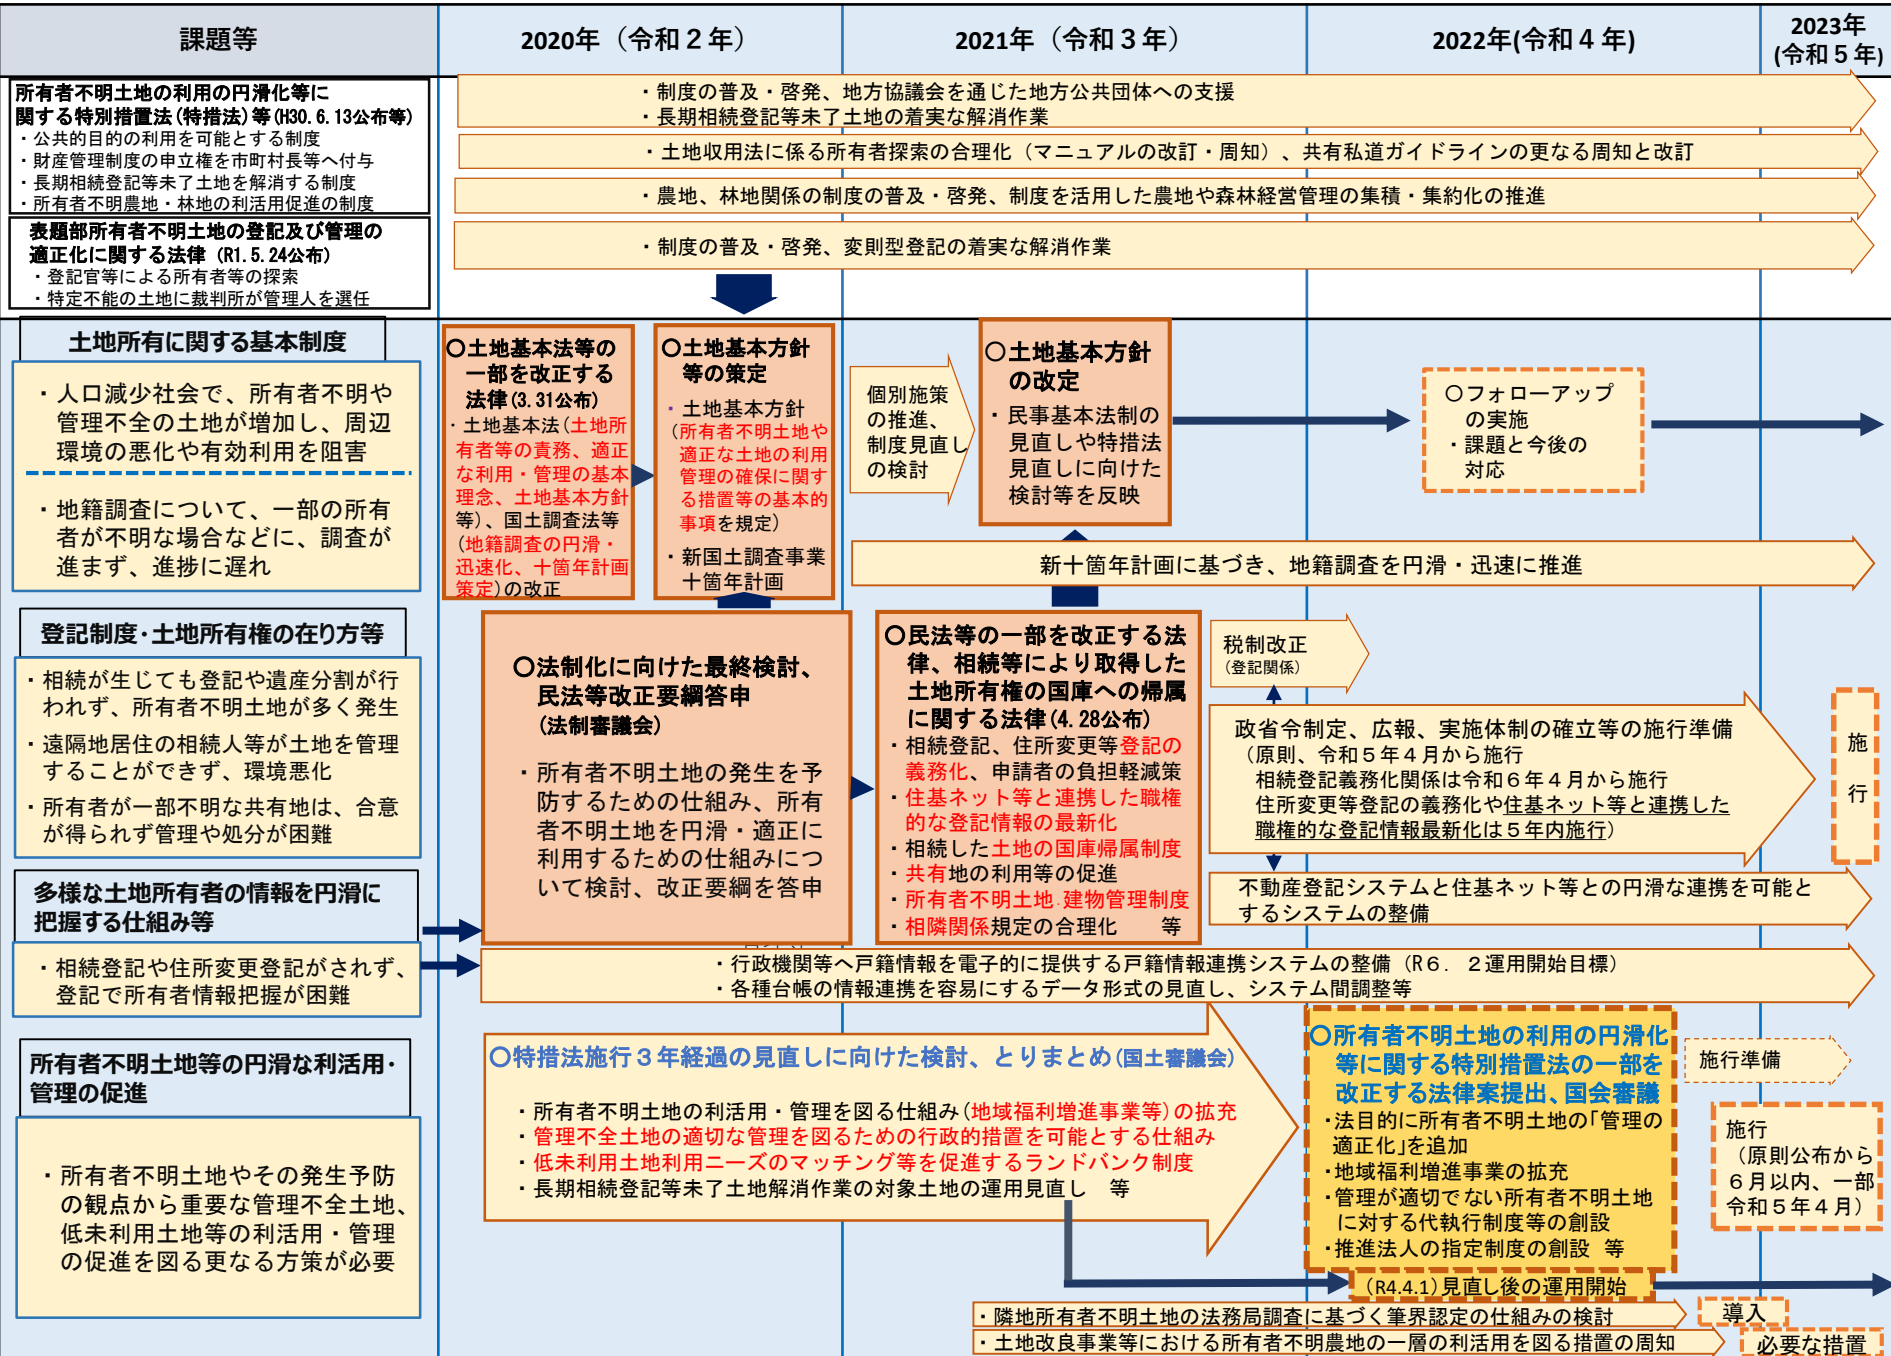 課題等
2020年（令和２年）
2021年（令和３年）
2022年(令和４年)
2023年
(令和５年)
所有者不明土地の利用の円滑化等に
関する特別措置法(特措法)等(H30.6.13公布等)
・公共的目的の利用を可能とする制度
・財産管理制度の申立権を市町村長等へ付与
・長期相続登記等未了土地を解消する制度
・所有者不明農地・林地の利活用促進の制度
・制度の普及・啓発、地方協議会を通じた地方公共団体への支援
・長期相続登記等未了土地の着実な解消作業
・土地収用法に係る所有者探索の合理化（マニュアルの改訂・周知）、共有私道ガイドラインの更なる周知と改訂
・農地、林地関係の制度の普及・啓発、制度を活用した農地や森林経営管理の集積・集約化の推進
表題部所有者不明土地の登記及び管理の
適正化に関する法律（R1.5.24公布）
・登記官等による所有者等の探索
・特定不能の土地に裁判所が管理人を選任
・制度の普及・啓発、変則型登記の着実な解消作業
土地所有に関する基本制度
・人口減少社会で、所有者不明や
管理不全の土地が増加し、周辺
環境の悪化や有効利用を阻害
・地籍調査について、一部の所有
者が不明な場合などに、調査が
進まず、進捗に遅れ
〇土地基本法等の
一部を改正する
法律(3.31公布)
・土地基本法(土地所
有者等の責務、適正
な利用・管理の基本
理念、土地基本方針
等)、国土調査法等
(地籍調査の円滑・
迅速化、十箇年計画
策定)の改正
〇土地基本方針
等の策定
・土地基本方針
（所有者不明土地や
適正な土地の利用
管理の確保に関す
る措置等の基本的
事項を規定）
・新国土調査事業
十箇年計画
個別施策
の推進、
制度見直し
の検討
〇土地基本方針
の改定
・民事基本法制の
見直しや特措法
見直しに向けた
検討等を反映
〇フォローアップ
の実施
・課題と今後の
対応
新十箇年計画に基づき、地籍調査を円滑・迅速に推進
登記制度・土地所有権の在り方等
・相続が生じても登記や遺産分割が行
われず、所有者不明土地が多く発生
・遠隔地居住の相続人等が土地を管理
することができず、環境悪化
・所有者が一部不明な共有地は、合意
が得られず管理や処分が困難
〇法制化に向けた最終検討、
民法等改正要綱答申
(法制審議会)
・所有者不明土地の発生を予
防するための仕組み、所有
者不明土地を円滑・適正に
利用するための仕組みにつ
いて検討、改正要綱を答申
〇民法等の一部を改正する法
律、相続等により取得した
土地所有権の国庫への帰属
に関する法律(4.28公布)
・相続登記、住所変更等登記の
義務化、申請者の負担軽減策
・住基ネット等と連携した職権
的な登記情報の最新化
・相続した土地の国庫帰属制度
・共有地の利用等の促進
・所有者不明土地・建物管理制度
・相隣関係規定の合理化　等
税制改正
(登記関係)
政省令制定、広報、実施体制の確立等の施行準備
（原則、令和５年４月から施行
相続登記義務化関係は令和６年４月から施行
住所変更等登記の義務化や住基ネット等と連携した
職権的な登記情報最新化は５年内施行）
施
行
不動産登記システムと住基ネット等との円滑な連携を可能と
するシステムの整備
多様な土地所有者の情報を円滑に
把握する仕組み等
・相続登記や住所変更登記がされず、
登記で所有者情報把握が困難
・行政機関等へ戸籍情報を電子的に提供する戸籍情報連携システムの整備（R６．２運用開始目標）
・各種台帳の情報連携を容易にするデータ形式の見直し、システム間調整等
所有者不明土地等の円滑な利活用・
管理の促進
・所有者不明土地やその発生予防
の観点から重要な管理不全土地、
低未利用土地等の利活用・管理
の促進を図る更なる方策が必要
〇特措法施行３年経過の見直しに向けた検討、とりまとめ(国土審議会)
・所有者不明土地の利活用・管理を図る仕組み(地域福利増進事業等)の拡充
・管理不全土地の適切な管理を図るための行政的措置を可能とする仕組み
・低未利用土地利用ニーズのマッチング等を促進するランドバンク制度
・長期相続登記等未了土地解消作業の対象土地の運用見直し　等
〇所有者不明土地の利用の円滑化
等に関する特別措置法の一部を
改正する法律案提出、国会審議
・法目的に所有者不明土地の「管理の
適正化」を追加
・地域福利増進事業の拡充
・管理が適切でない所有者不明土地
に対する代執行制度等の創設
・推進法人の指定制度の創設　等
施行準備
施行
（原則公布から
６月以内、一部
令和５年４月）
(R4.4.1)見直し後の運用開始
・隣地所有者不明土地の法務局調査に基づく筆界認定の仕組みの検討
導入
・土地改良事業等における所有者不明農地の一層の利活用を図る措置の周知
必要な措置